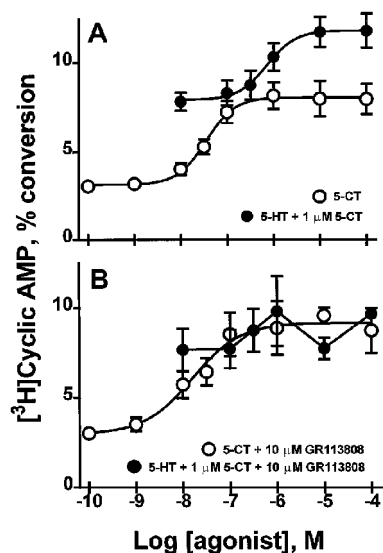 A
10
5
0
5-CT
5-HT + 1 µM 5-CT
B
10
5
0
5-CT + 10 µM GR113808
5-HT + 1 µM 5-CT + 10 µM GR113808
-10 -9 -8 -7 -6 -5 -4
Log [agonist], M
[³H]Cyclic AMP, % conversion